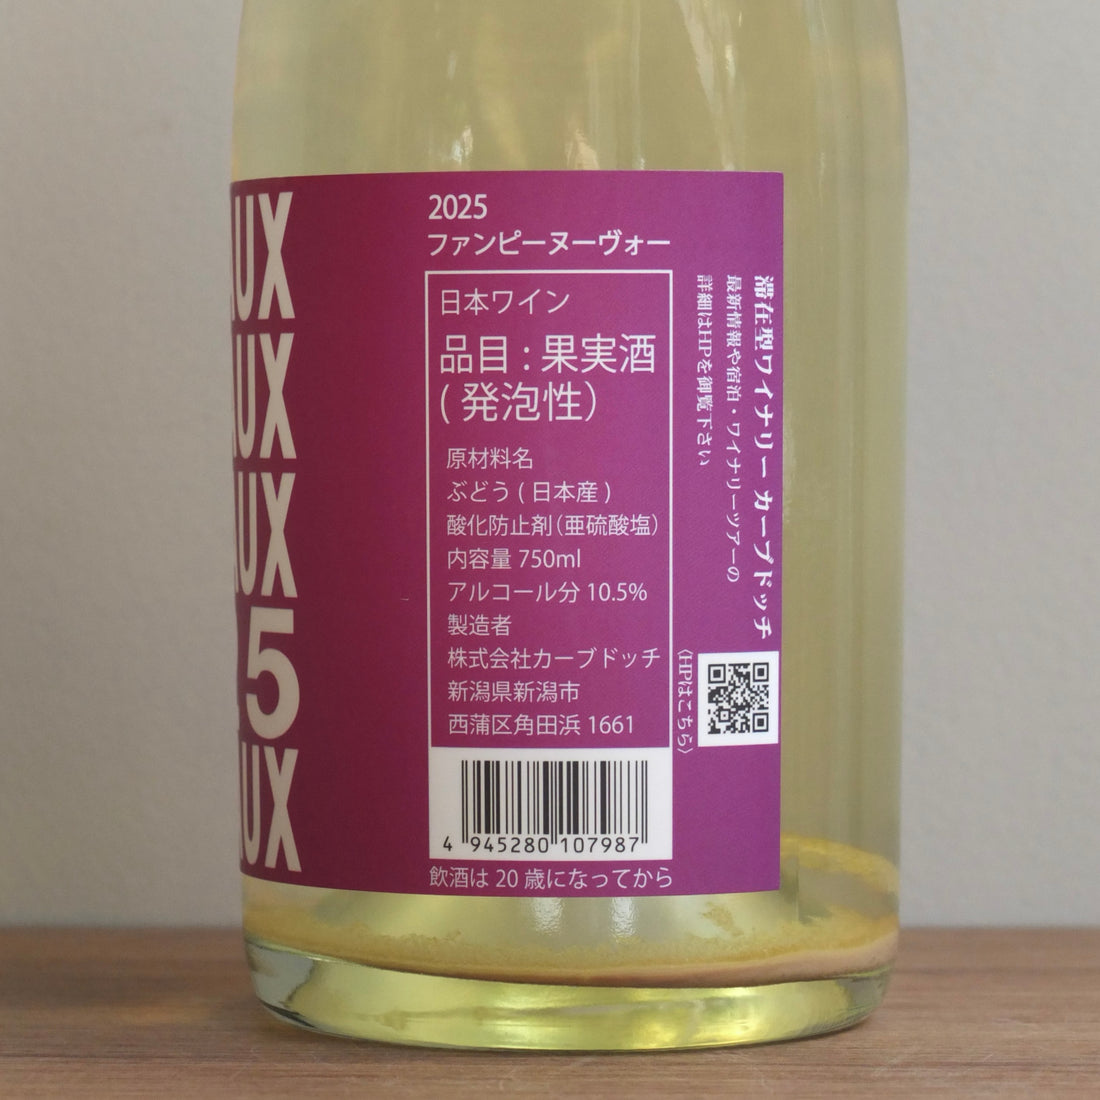 UX
UX
UX
5
UX
2025
ファンピーヌーヴォー
日本ワイン
品目 : 果実酒
( 発泡性）
原材料名
ぶどう ( 日本産 )
酸化防止剤（亜硫酸塩）
内容量 750ml
アルコール分 10.5%
製造者
株式会社カーブドッチ
新潟県新潟市
西蒲区角田浜 1661
4 945280 107987
飲酒は 20 歳になってから
滞在型ワイナリー カーブドッチ
最新情報や宿泊・ワイナリーツアーの
詳細はHPを御覧下さい
〈HPはこちら〉